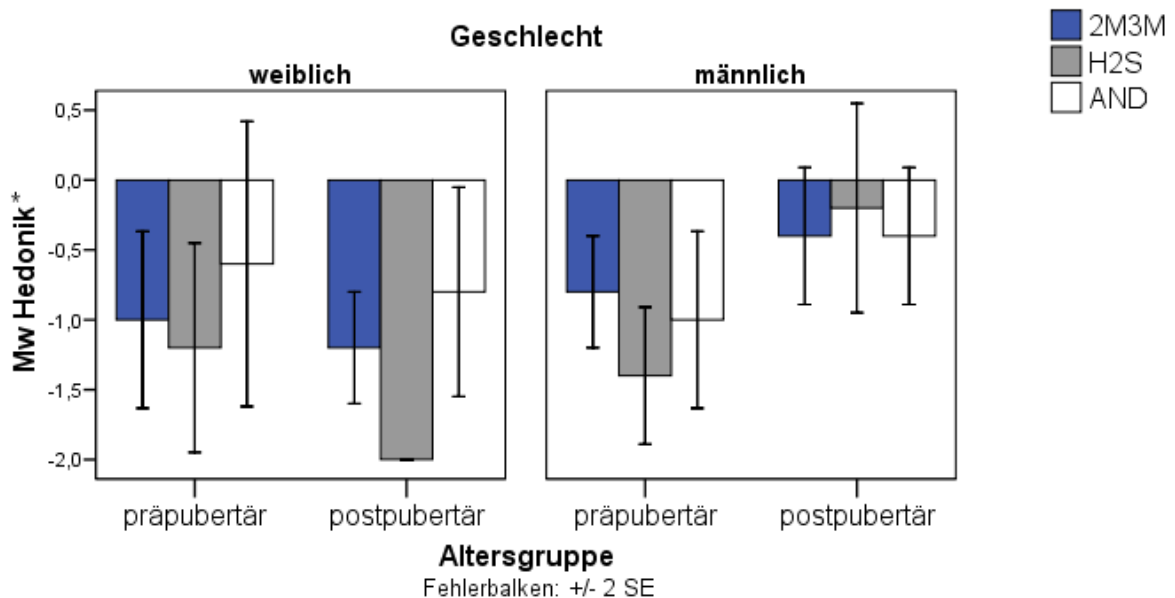 Geschlecht
weiblich
männlich
2M3M
H2S
AND
Mw Hedonik*
0,5
0,0
-0,5
-1,0
-1,5
-2,0
präpubertär
postpubertär
präpubertär
postpubertär
Altersgruppe
Fehlerbalken: +/- 2 SE